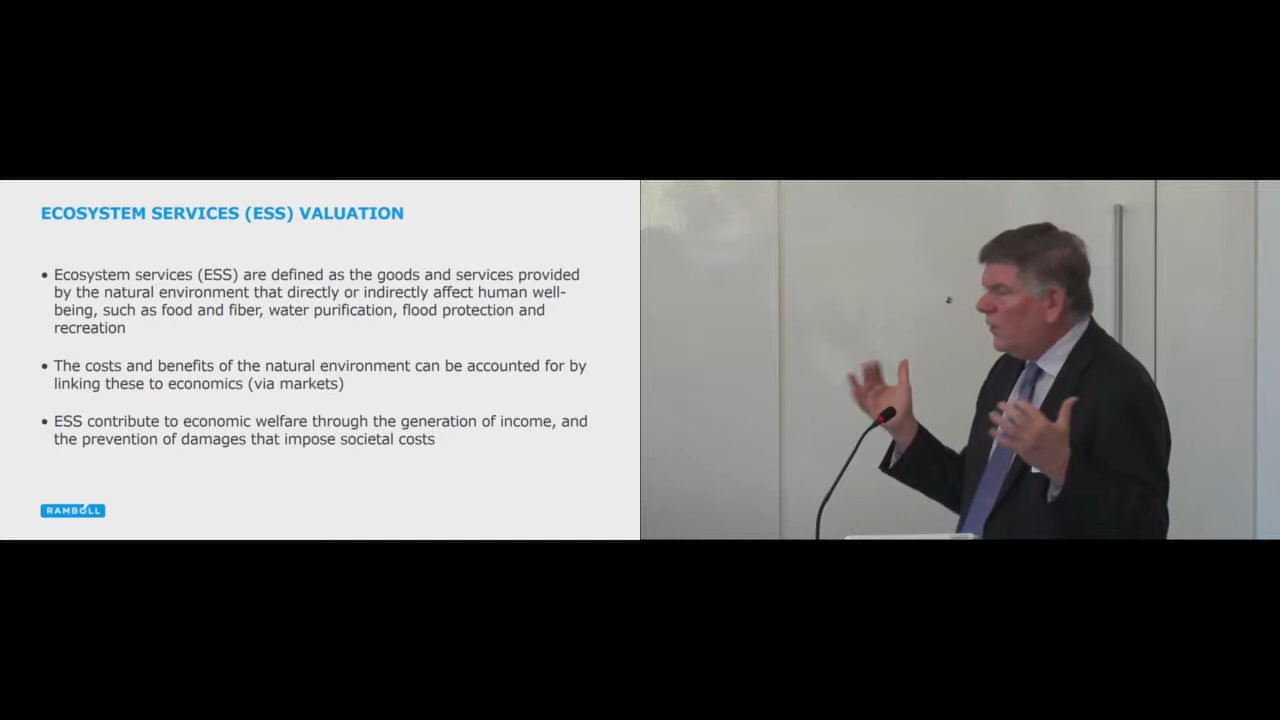 ECOSYSTEM SERVICES (ESS) VALUATION
• Ecosystem services (ESS) are defined as the goods and services provided
by the natural environment that directly or indirectly affect human well-
being, such as food and fiber, water purification, flood protection and
recreation
• The costs and benefits of the natural environment can be accounted for by
linking these to economics (via markets)
• ESS contribute to economic welfare through the generation of income, and
the prevention of damages that impose societal costs
RAMBOLL